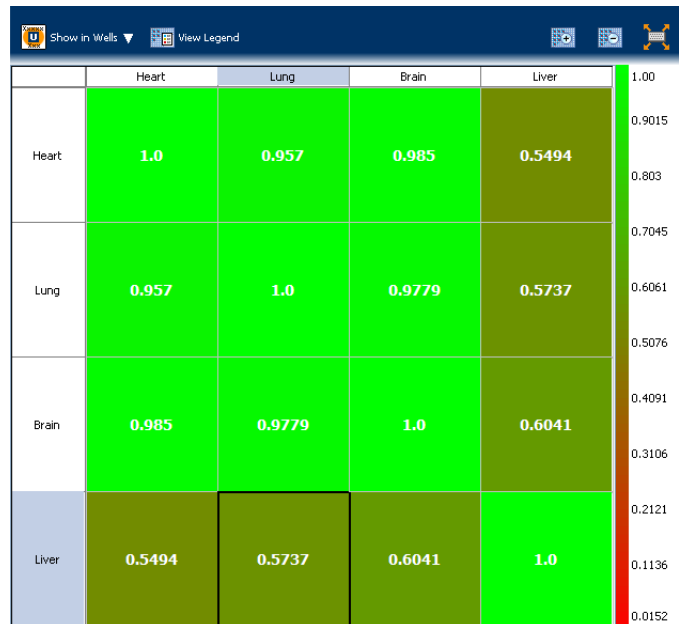 Show in Wells View Legend
Heart Lung Brain Liver 1.00
0.9015
Heart 1.0 0.957 0.985 0.5494
0.803
0.7045
Lung 0.957 1.0 0.9779 0.5737 0.6061
0.5076
0.4091
Brain 0.985 0.9779 1.0 0.6041
0.3106
0.2121
Liver 0.5494 0.5737 0.6041 1.0 0.1136
0.0152